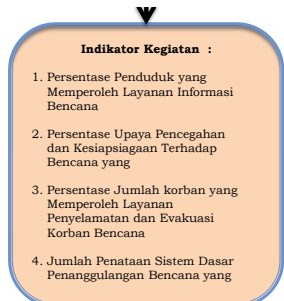 Indikator Kegiatan :
1. Persentase Penduduk yang
Memperoleh Layanan Informasi
Bencana
2. Persentase Upaya Pencegahan
dan Kesiapsiagaan Terhadap
Bencana yang
3. Persentase Jumlah korban yang
Memperoleh Layanan
Penyelamatan dan Evakuasi
Korban Bencana
4. Jumlah Penataan Sistem Dasar
Penanggulangan Bencana yang